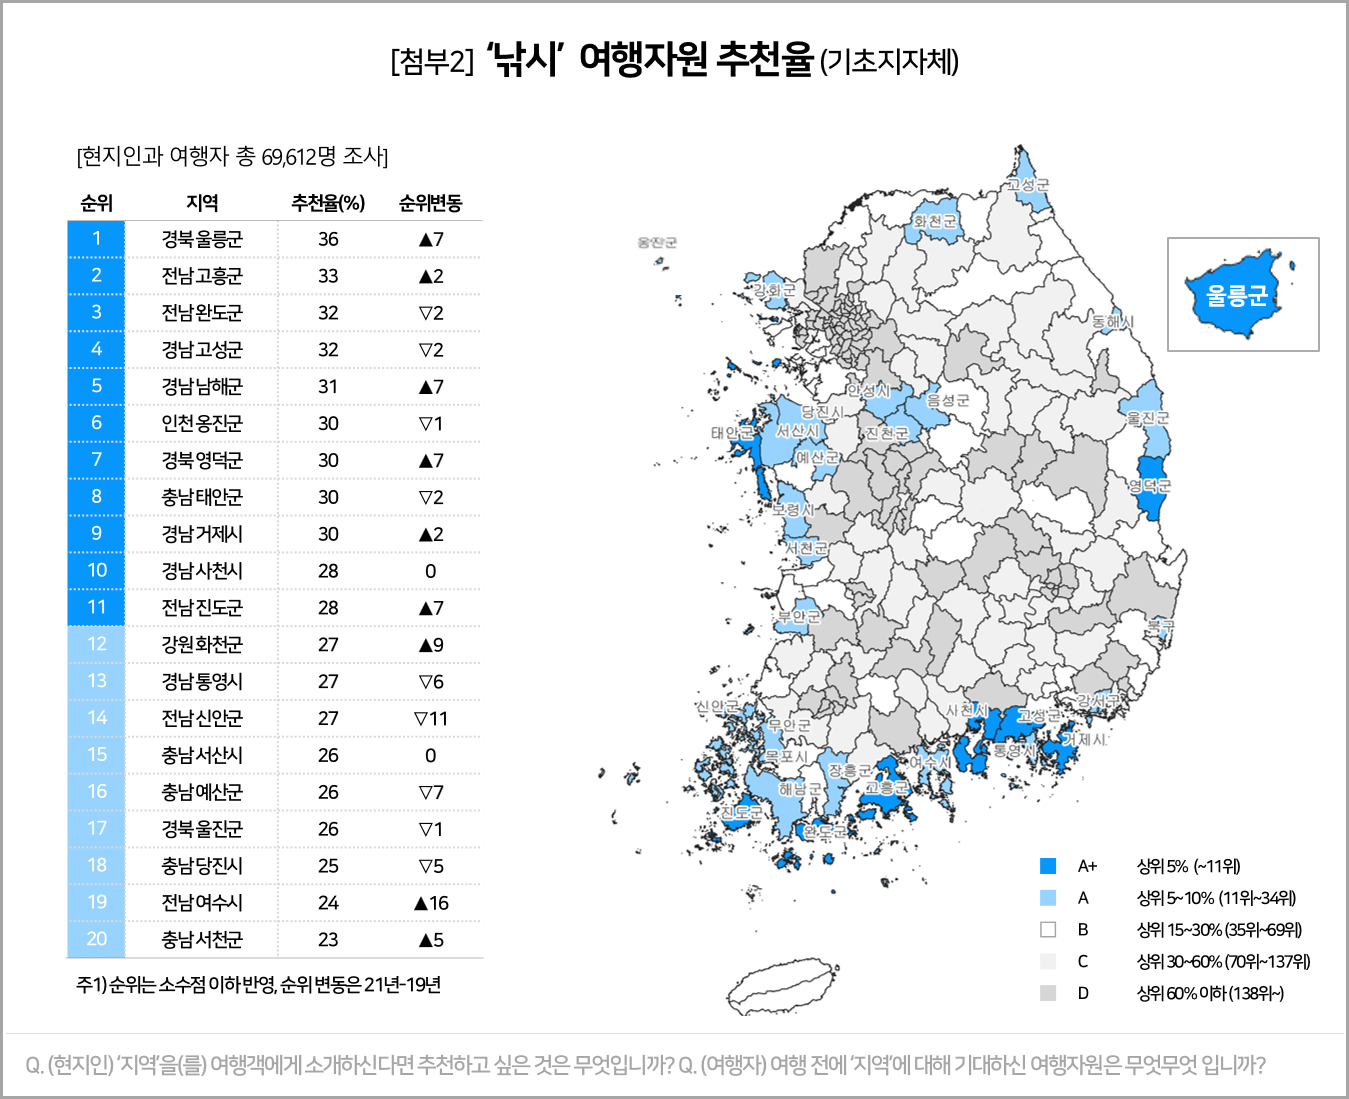 [첨부2] ‘낚시’ 여행자원 추천율 (기초지자체)
[현지인과 여행자 총 69,612명 조사]
순위 지역 추천율(%) 순위변동
1 경북 울릉군 36 ▲7
2 전남 고흥군 33 ▲2
3 전남 완도군 32 ▽2
4 경남 고성군 32 ▽2
5 경남 남해군 31 ▲7
6 인천 옹진군 30 ▽1
7 경북 영덕군 30 ▲7
8 충남 태안군 30 ▽2
9 경남 거제시 30 ▲2
10 경남 사천시 28 0
11 전남 진도군 28 ▲7
12 강원 화천군 27 ▲9
13 경남 통영시 27 ▽6
14 전남 신안군 27 ▽11
15 충남 서산시 26 0
16 충남 예산군 26 ▽7
17 경북 울진군 26 ▽1
18 충남 당진시 25 ▽5
19 전남 여수시 24 ▲16
20 충남 서천군 23 ▲5
주1) 순위는 소수점 이하 반영, 순위 변동은 21년-19년
고성군
화천군
옹진군
강화군
울릉군
동해시
안성시
음성군
당진시
울진군
태안군
서산시
진천군
예산군
영덕군
보령시
서천군
부안군
북구
신안군
강서구
사천시
고성군
무안군
거제시
통영시
목포시
여수시
장흥군
해남군
고흥군
진도군
완도군
A+ 상위 5% (~11위)
A 상위 5~10% (11위~34위)
B 상위 15~30% (35위~69위)
C 상위 30~60% (70위~137위)
D 상위 60% 이하 (138위~)
Q. (현지인) ‘지역’을(를) 여행객에게 소개하신다면 추천하고 싶은 것은 무엇입니까? Q. (여행자) 여행 전에 ‘지역’에 대해 기대하신 여행자원은 무엇무엇 입니까?